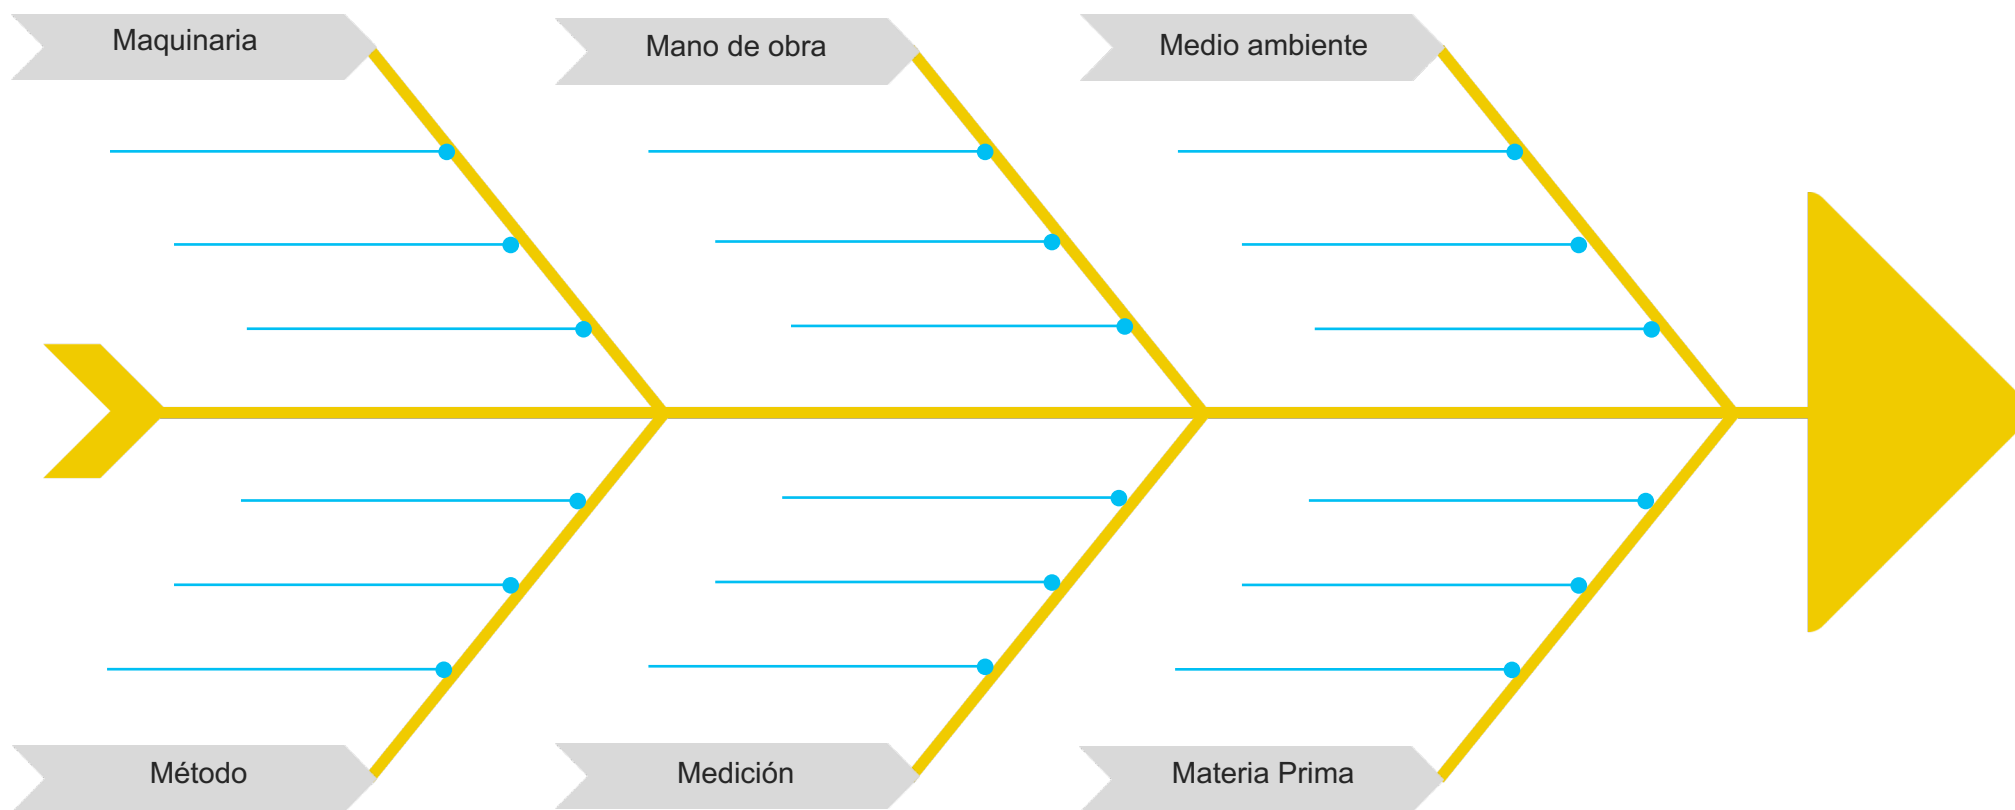 Maquinaria
Mano de obra
Medio ambiente
Método
Medición
Materia Prima